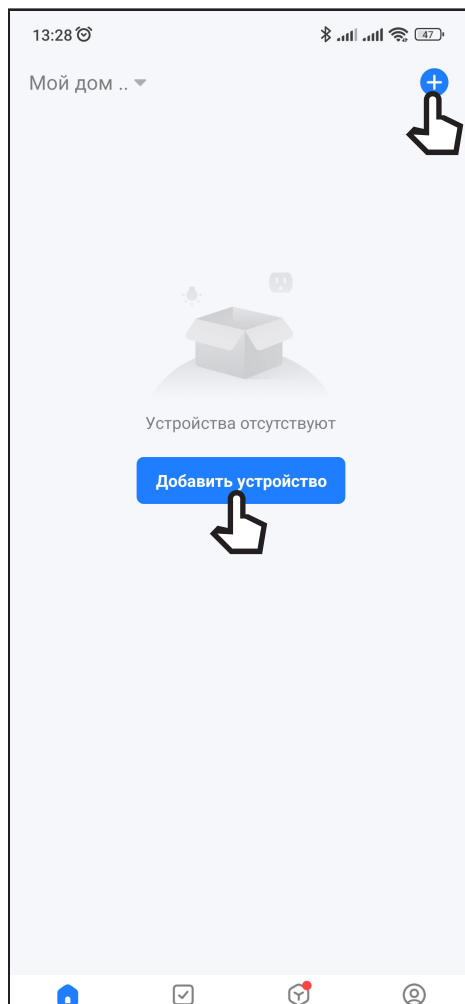 13:28
47
Мой дом ..
Устройства отсутствуют
Добавить устройство